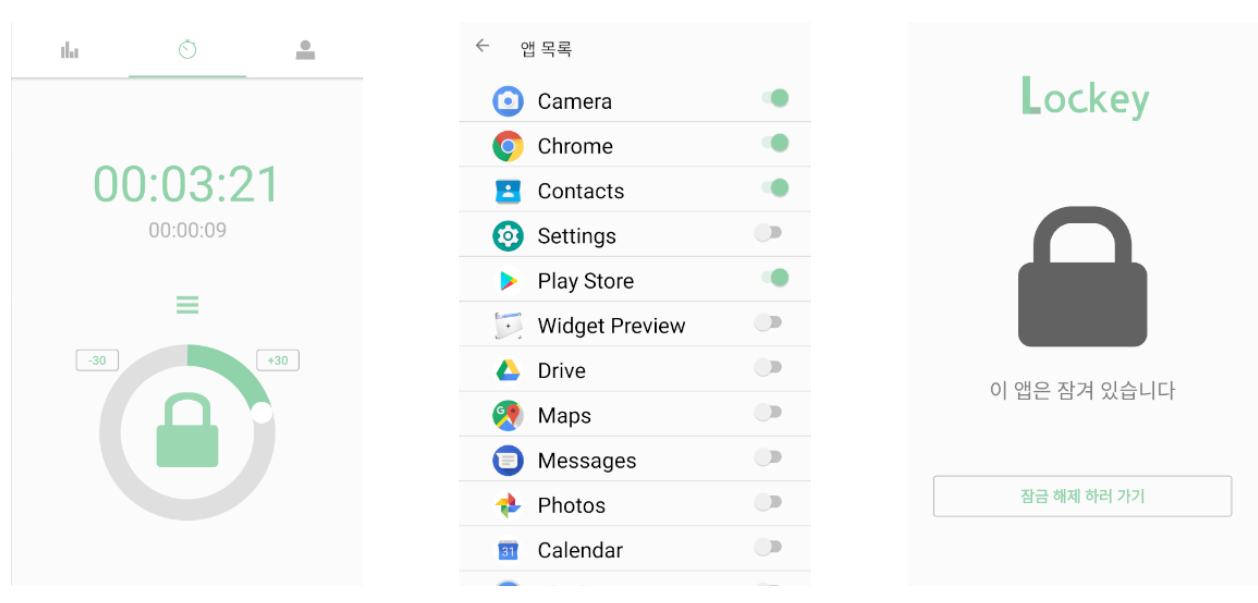 00:03:21
00:00:09
-30
+30
앱 목록
Camera
Chrome
Contacts
Settings
Play Store
Widget Preview
Drive
Maps
Messages
Photos
31
Calendar
Lockey
이 앱은 잠겨 있습니다
잠금 해제 하러 가기